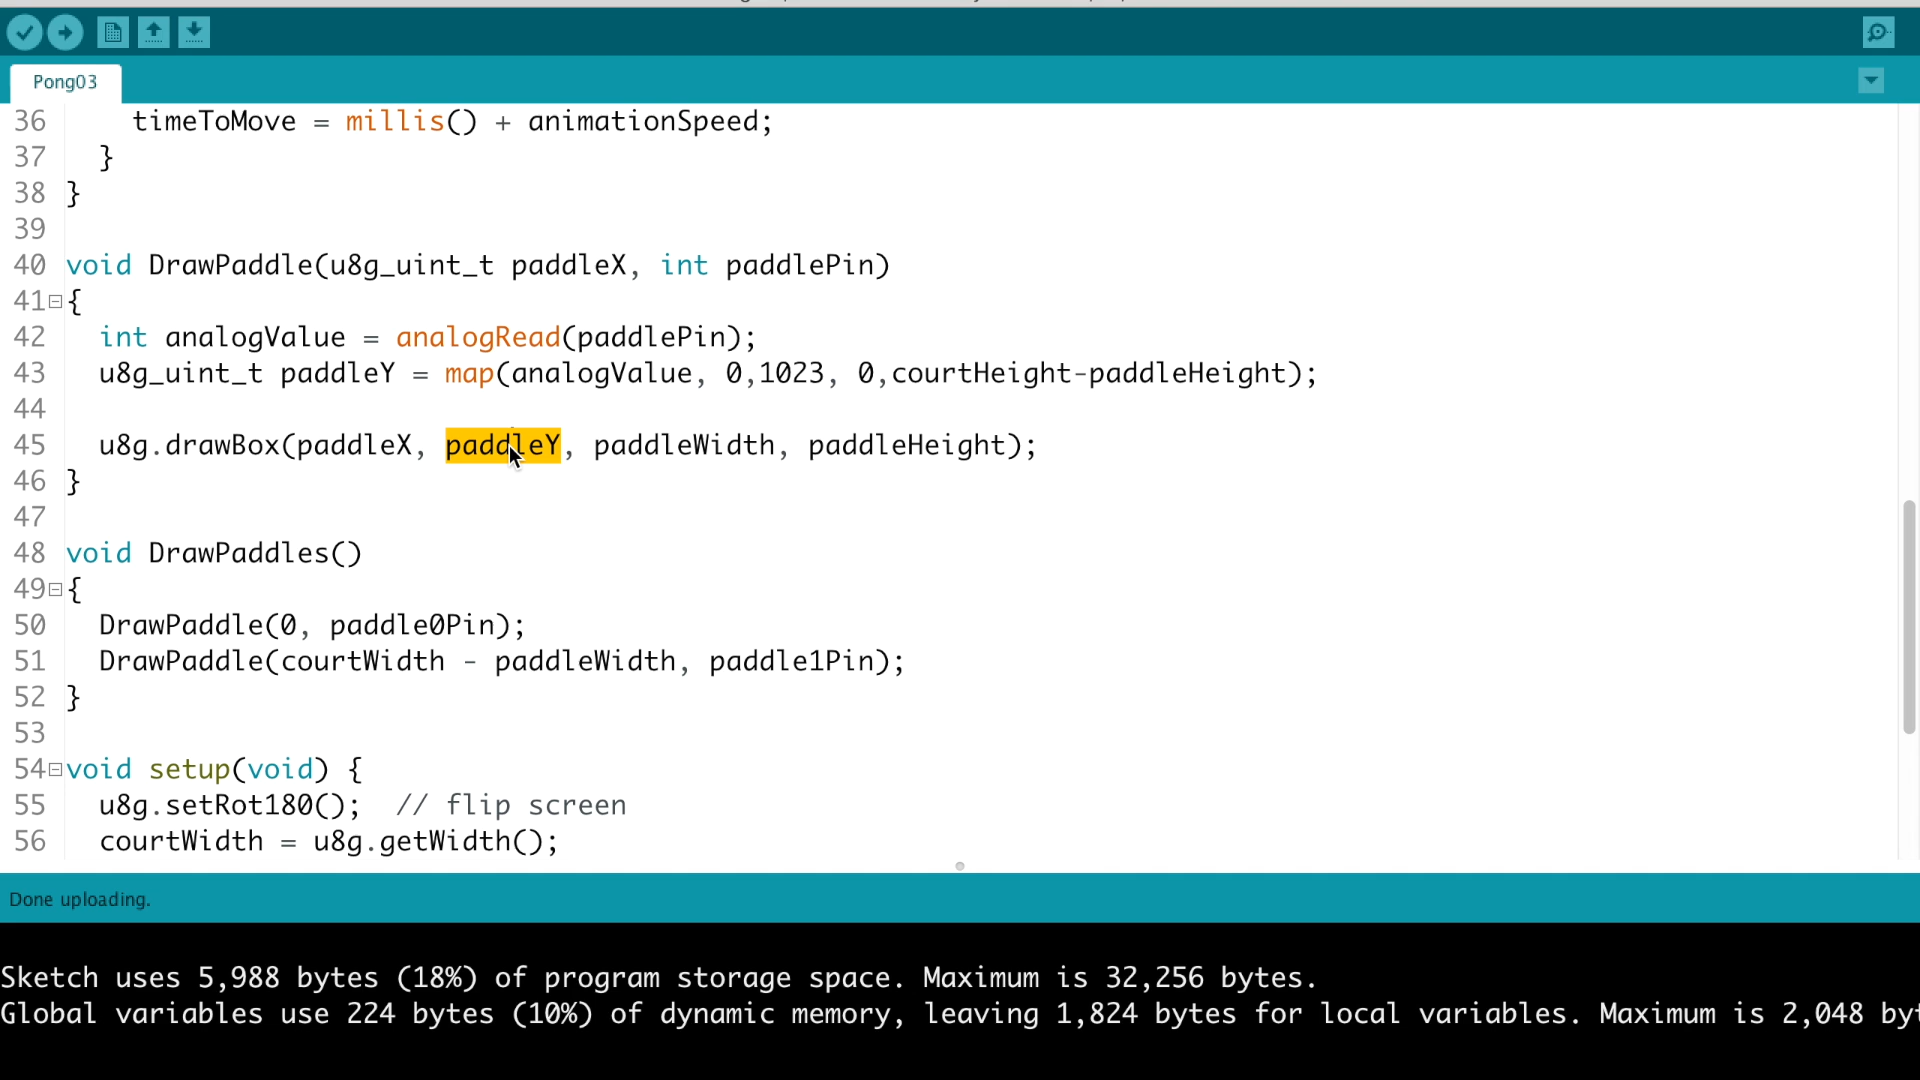 Pong03
36 timeToMove = millis() + animationSpeed;
37 }
38 }
39
40 void DrawPaddle(u8g_uint_t paddleX, int paddlePin)
41 {
42 int analogValue = analogRead(paddlePin);
43 u8g_uint_t paddleY = map(analogValue, 0,1023, 0,courtHeight-paddleHeight);
44
45 u8g.drawBox(paddleX, paddleY, paddleWidth, paddleHeight);
46 }
47
48 void DrawPaddles()
49 {
50 DrawPaddle(0, paddle0Pin);
51 DrawPaddle(courtWidth - paddleWidth, paddle1Pin);
52 }
53
54 void setup(void) {
55 u8g.setRot180(); // flip screen
56 courtWidth = u8g.getWidth();
Done uploading.
Sketch uses 5,988 bytes (18%) of program storage space. Maximum is 32,256 bytes.
Global variables use 224 bytes (10%) of dynamic memory, leaving 1,824 bytes for local variables. Maximum is 2,048 byt